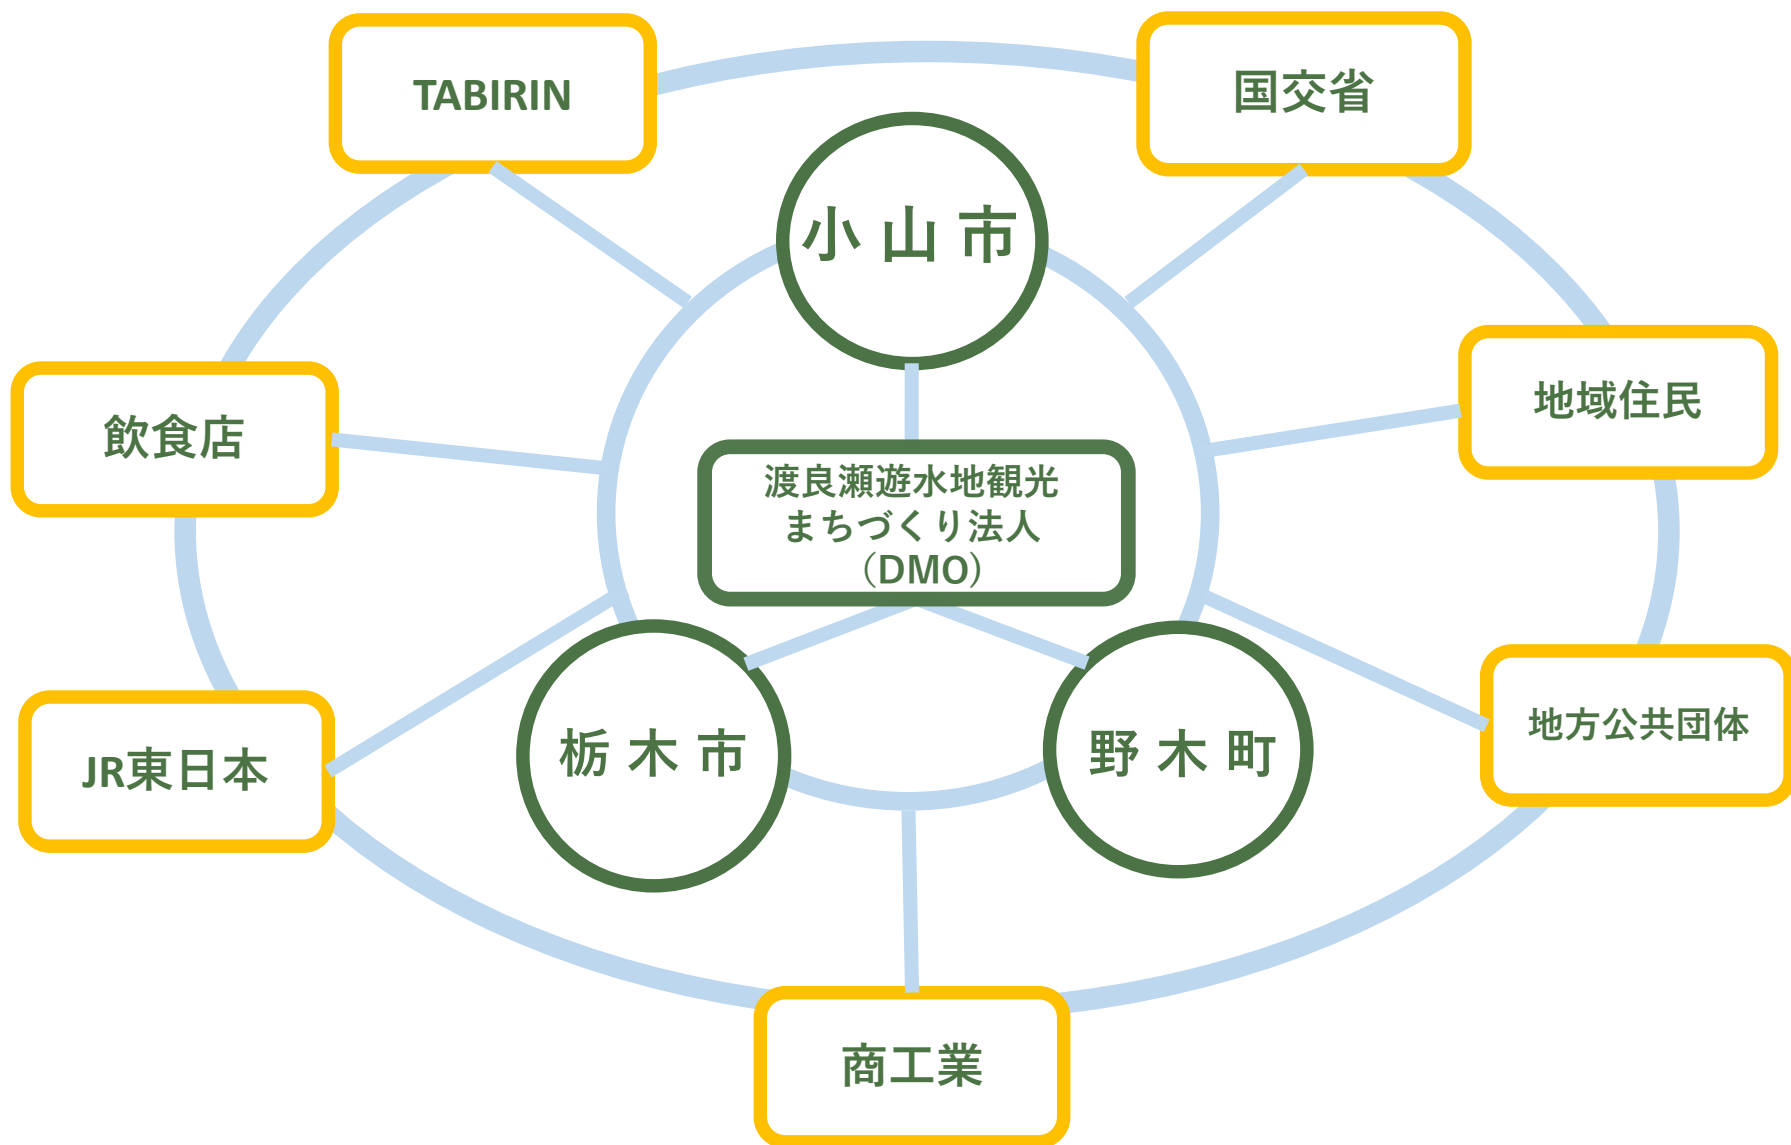 TABIRIN
国交省
小山市
飲食店
地域住民
渡良瀬遊水地観光
まちづくり法人
（DMO）
JR東日本
栃木市
野木町
地方公共団体
商工業